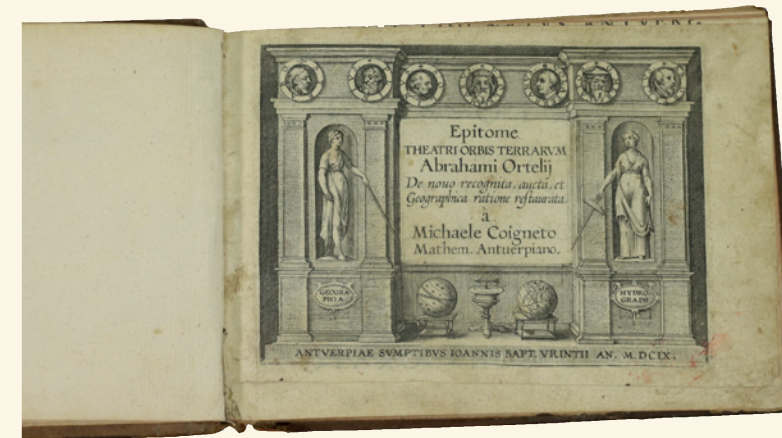 Epitome
THEATRI ORBIS TERRARVM
Abrahami Ortelij
De nouo recognita, aucta, et
Geographica ratione restaurata
à
Michaele Coigneto
Mathem. Antuerpiano.
GEOGRA
PHIA
HYDRO
GRAPH
ANTVERPIAE SVMPTIBVS IOANNIS BAPT. VRINTII AN. M.DCIX.